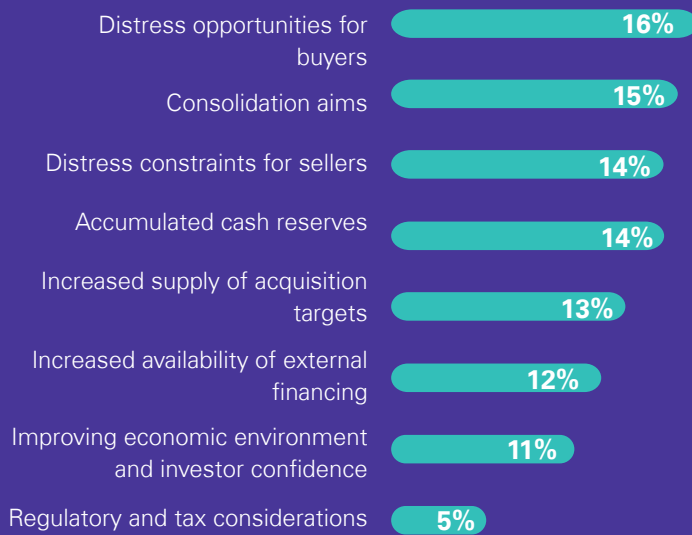 Distress opportunities for
buyers
16%
Consolidation aims
15%
Distress constraints for sellers
14%
Accumulated cash reserves
14%
Increased supply of acquisition
targets
13%
Increased availability of external
financing
12%
Improving economic environment
and investor confidence
11%
Regulatory and tax considerations
5%